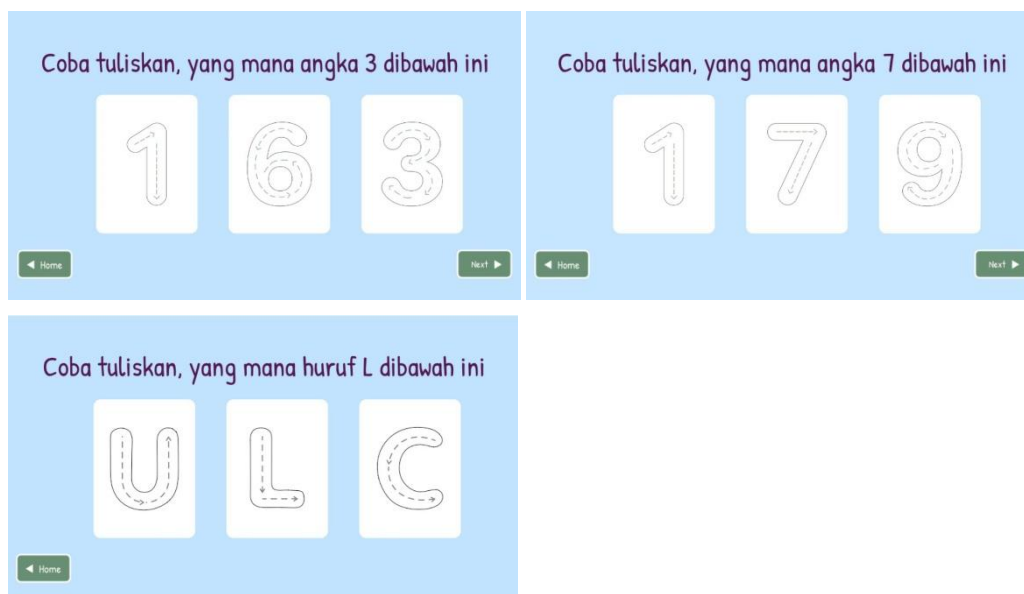 Coba tuliskan, yang mana angka 3 dibawah ini
1 6 3
Home Next
Coba tuliskan, yang mana angka 7 dibawah ini
1 7 9
Home Next
Coba tuliskan, yang mana huruf L dibawah ini
U L C
Home